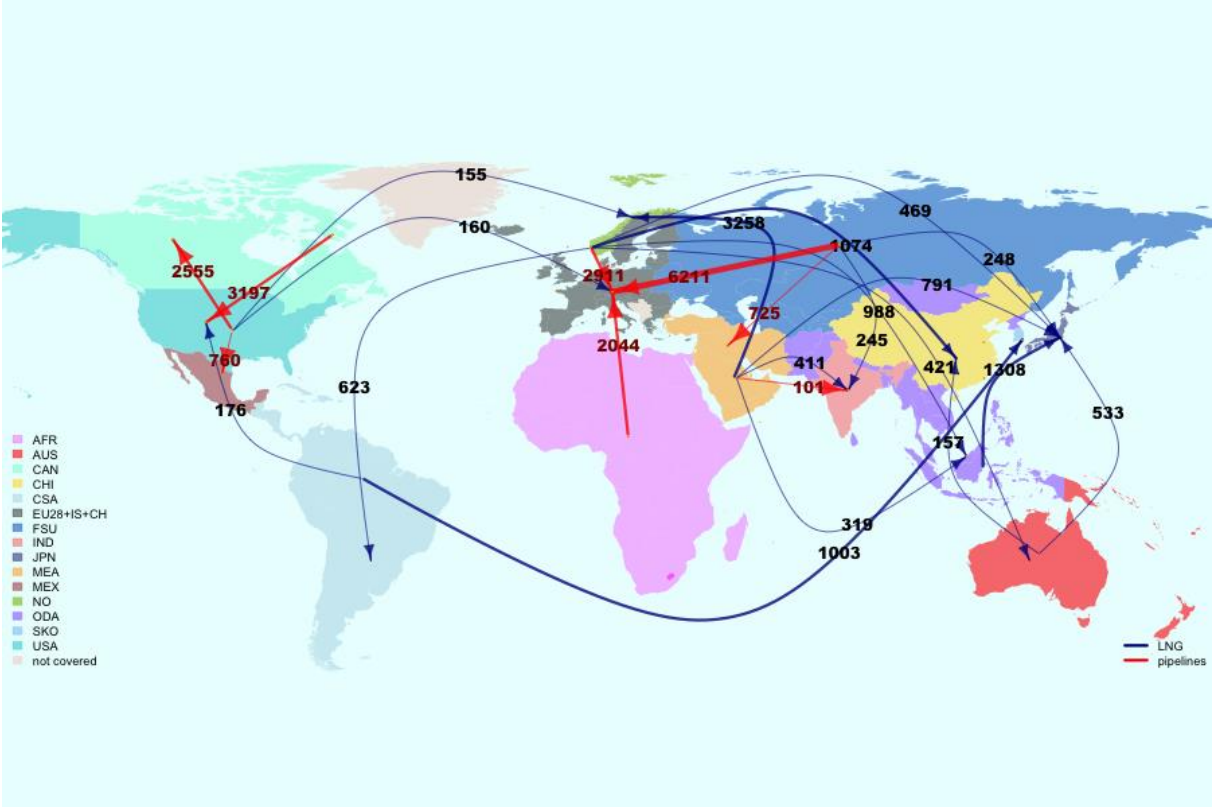 155
469
160
3258
1074
248
2555
2911
6211
791
3197
725
988
2044
245
760
411
421
1308
101
623
176
533
157
319
1003
AFR
AUS
CAN
CHI
CSA
EU28+IS+CH
FSU
IND
JPN
MEA
MEX
NO
ODA
SKO
USA
not covered
LNG
pipelines